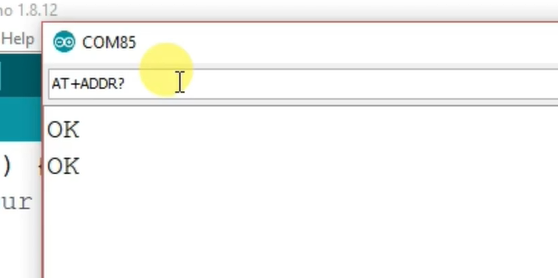 no 1.8.12
Help
COM85
AT+ADDR?
OK
) { OK
ur